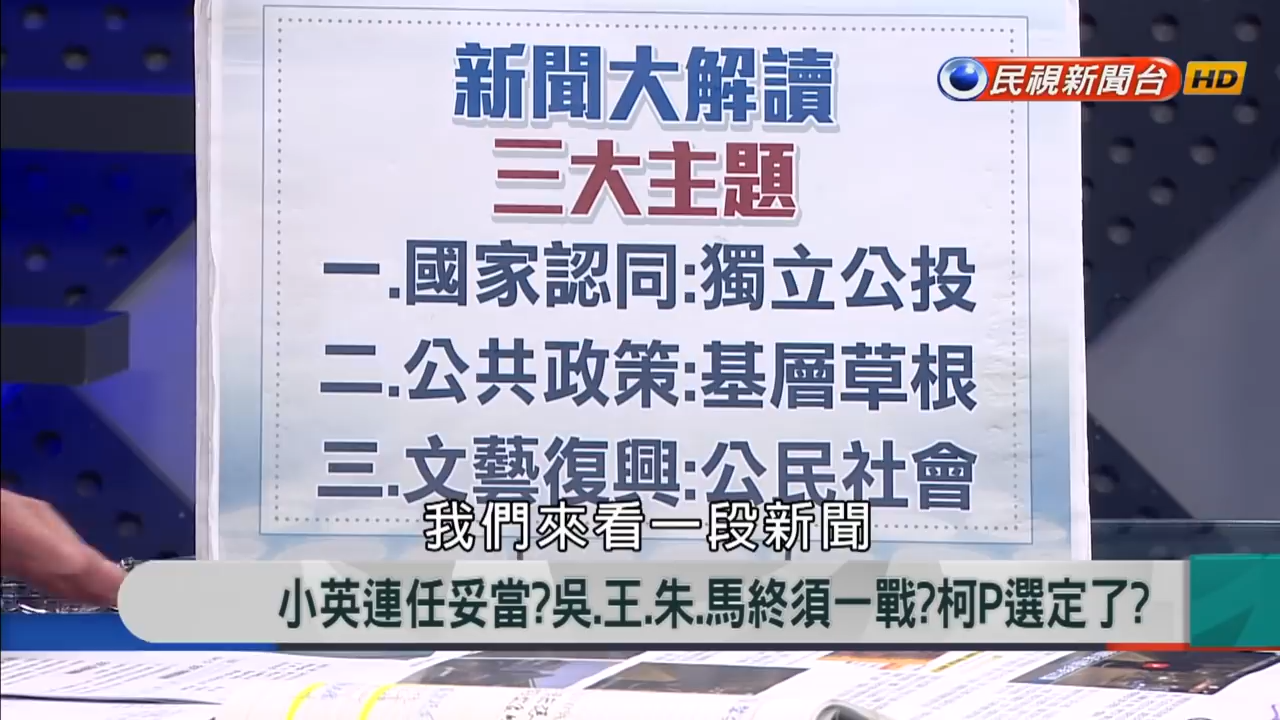 民視新聞台 HD
新聞大解讀
三大主題
一.國家認同:獨立公投
二.公共政策:基層草根
三.文藝復興:公民社會
我們來看一段新聞
小英連任妥當?吳.王.朱.馬終須一戰?柯P選定了?